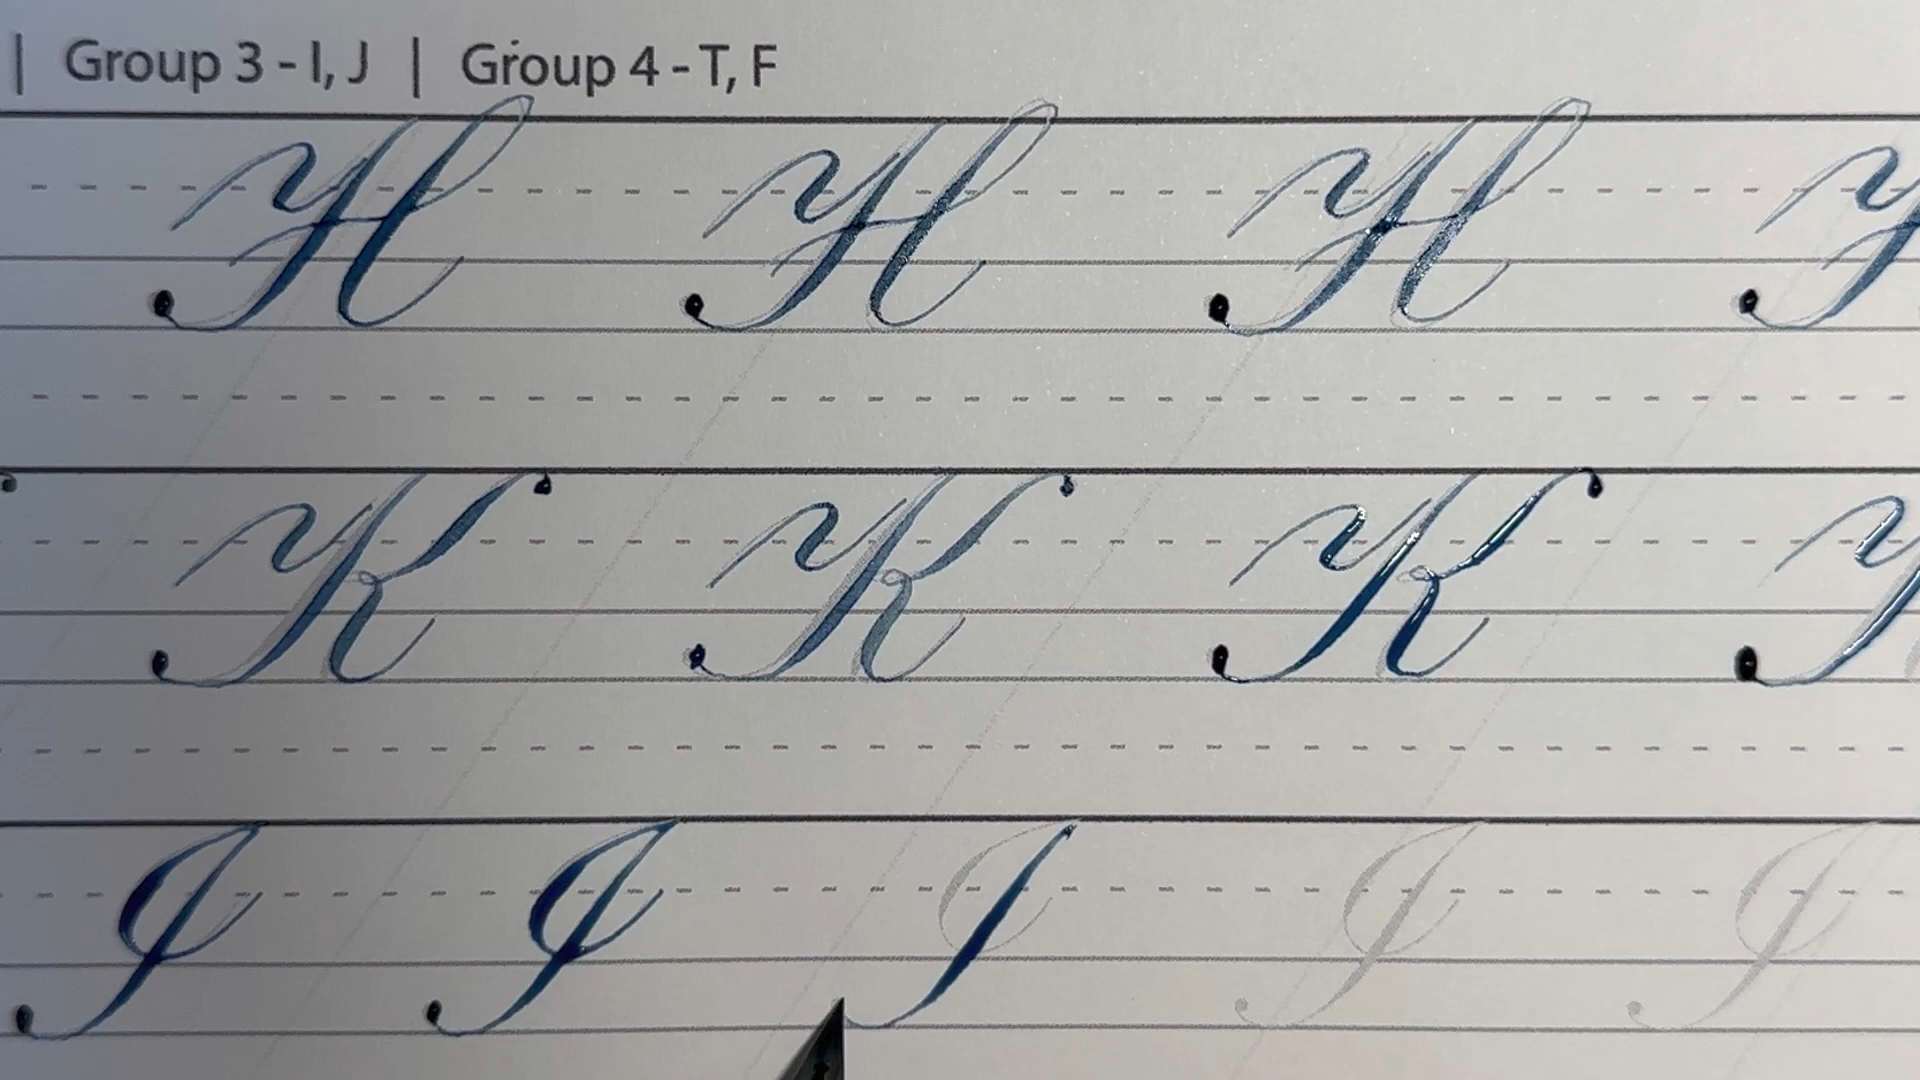 | Group 3 - I, J | Group 4 - T, F
H H H H
K K K K
I I I I I